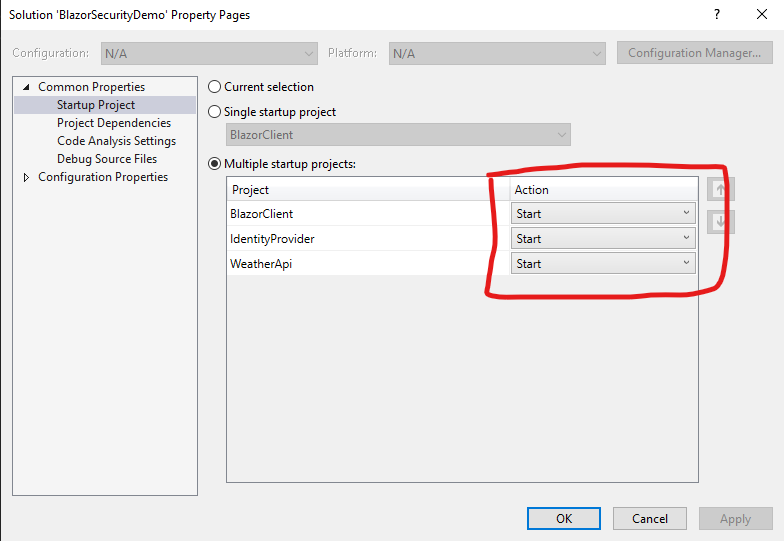 Solution 'BlazorSecurityDemo' Property Pages
Configuration: N/A Platform: N/A Configuration Manager...
Common Properties
Startup Project
Project Dependencies
Code Analysis Settings
Debug Source Files
Configuration Properties
Current selection
Single startup project
BlazorClient
Multiple startup projects:
Project Action
BlazorClient Start
IdentityProvider Start
WeatherApi Start
OK Cancel Apply